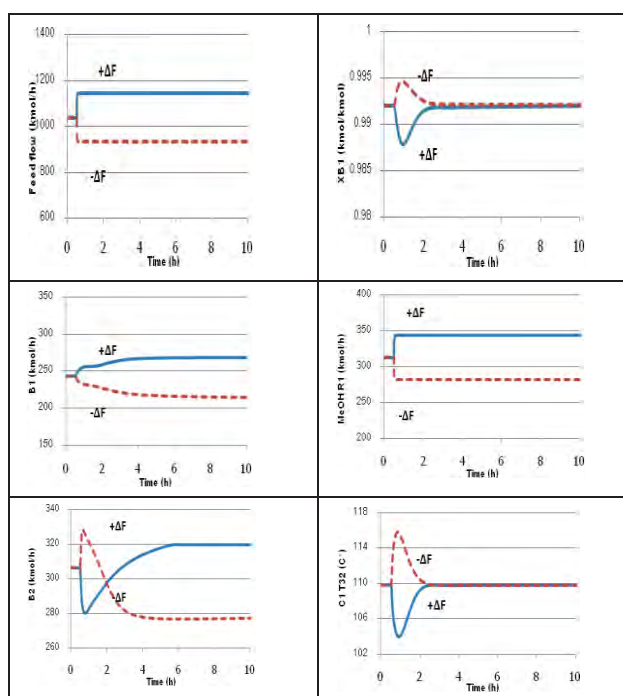 1400
1200
1000
800
600
Feed flow (kmol/h)
+ΔF
-ΔF
0 2 4 6 8 10
Time (h)
1
0.995
0.99
0.985
0.98
XB1 (kmol/kmol)
-ΔF
+ΔF
0 2 4 6 8 10
Time (h)
350
300
250
200
150
B1 (kmol/h)
+ΔF
-ΔF
0 2 4 6 8 10
Time (h)
400
350
300
250
200
MeOH R1 (kmol/h)
+ΔF
-ΔF
0 2 4 6 8 10
Time (h)
340
320
300
280
260
B2 (kmol/h)
+ΔF
-ΔF
0 2 4 6 8 10
Time (h)
118
114
110
106
102
C1T32 (C°)
-ΔF
+ΔF
0 2 4 6 8 10
Time (h)